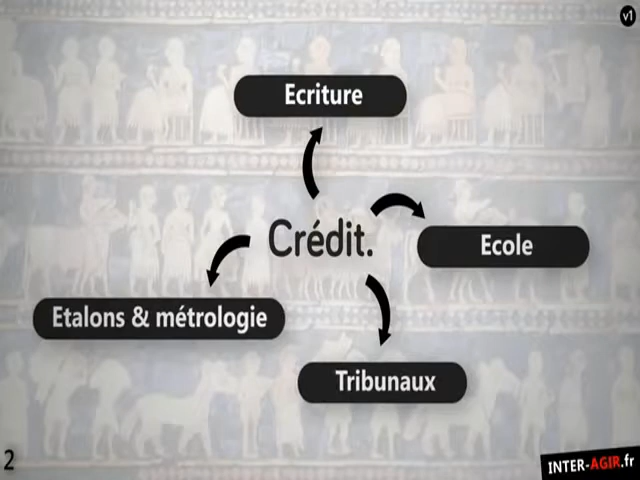 v1
Ecriture
Crédit.
Ecole
Etalons & métrologie
Tribunaux
2
INTER-AGIR.fr